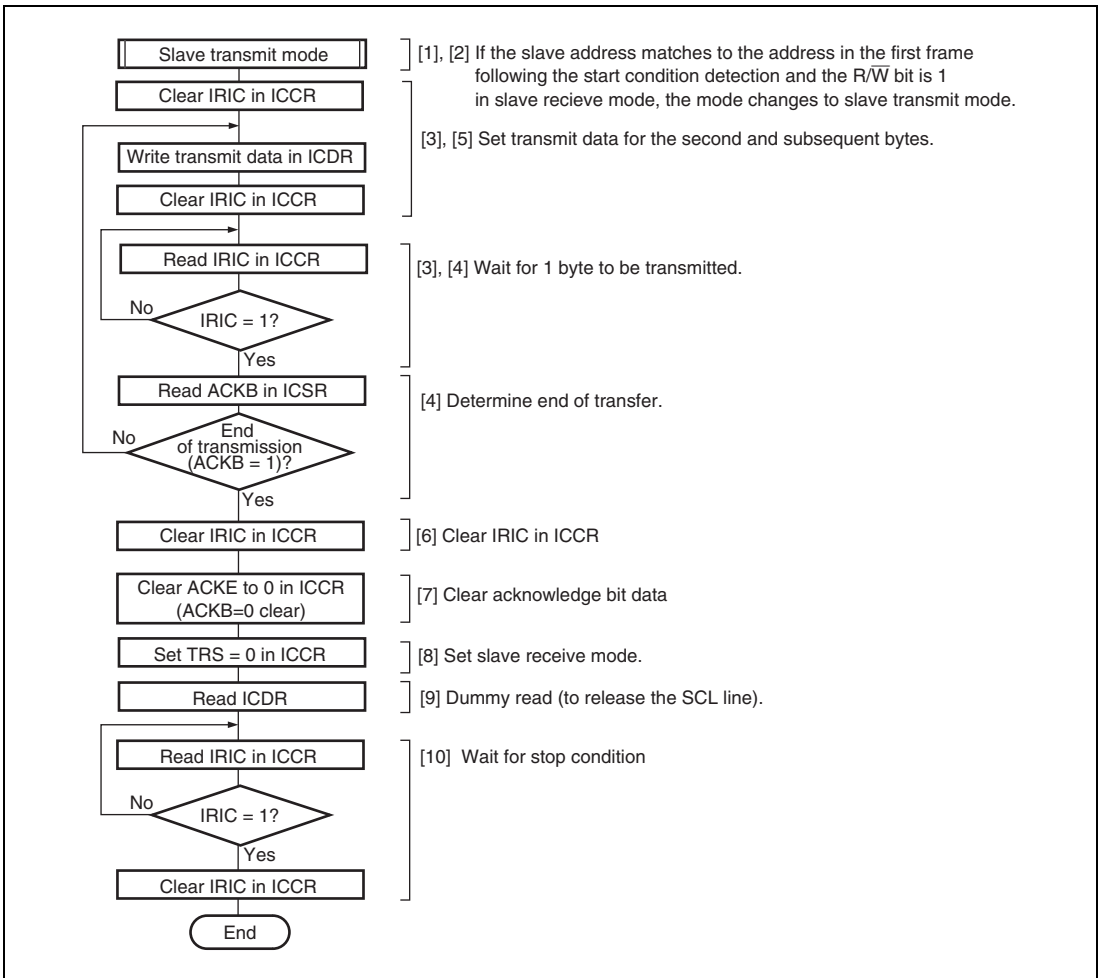 Slave transmit mode
[1], [2] If the slave address matches to the address in the first frame
following the start condition detection and the R/W̅ bit is 1
in slave recieve mode, the mode changes to slave transmit mode.
Clear IRIC in ICCR
[3], [5] Set transmit data for the second and subsequent bytes.
Write transmit data in ICDR
Clear IRIC in ICCR
Read IRIC in ICCR
[3], [4] Wait for 1 byte to be transmitted.
No
IRIC = 1?
Yes
Read ACKB in ICSR
[4] Determine end of transfer.
No
End
of transmission
(ACKB = 1)?
Yes
Clear IRIC in ICCR
[6] Clear IRIC in ICCR
Clear ACKE to 0 in ICCR
(ACKB=0 clear)
[7] Clear acknowledge bit data
Set TRS = 0 in ICCR
[8] Set slave receive mode.
Read ICDR
[9] Dummy read (to release the SCL line).
Read IRIC in ICCR
[10] Wait for stop condition
No
IRIC = 1?
Yes
Clear IRIC in ICCR
End